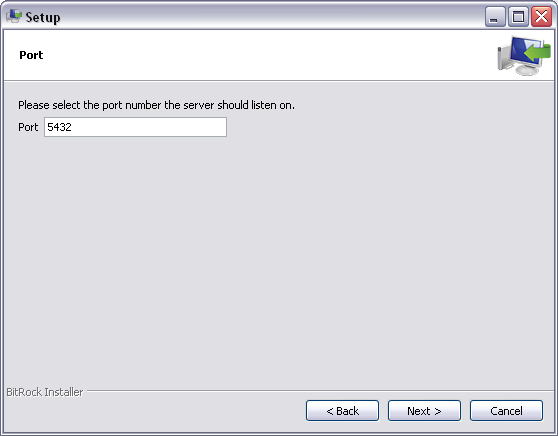 Setup
Port
Please select the port number the server should listen on.
Port 5432
BitRock Installer
< Back Next > Cancel